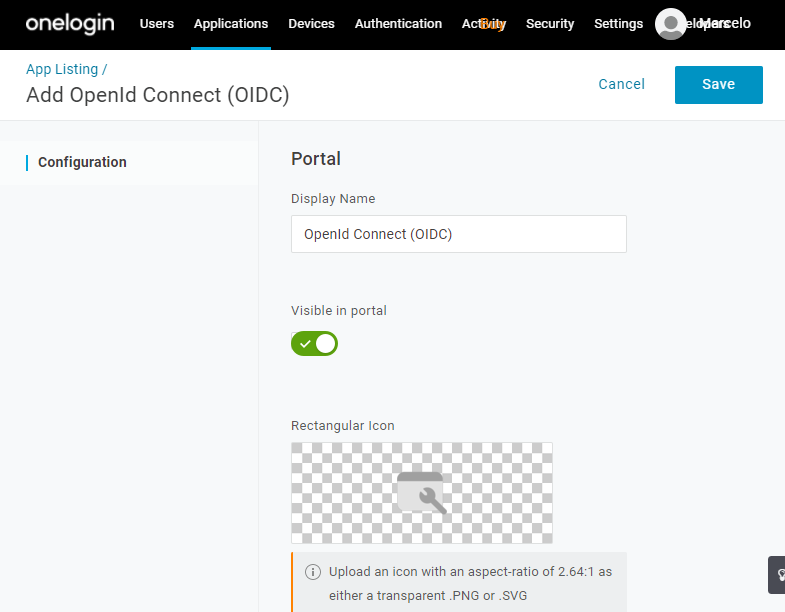 onelogin Users Applications Devices Authentication Activity Security Settings Marcelo
App Listing /
Add OpenId Connect (OIDC)
Cancel Save
Configuration
Portal
Display Name
OpenId Connect (OIDC)
Visible in portal
Rectangular Icon
Upload an icon with an aspect-ratio of 2.64:1 as
either a transparent .PNG or .SVG